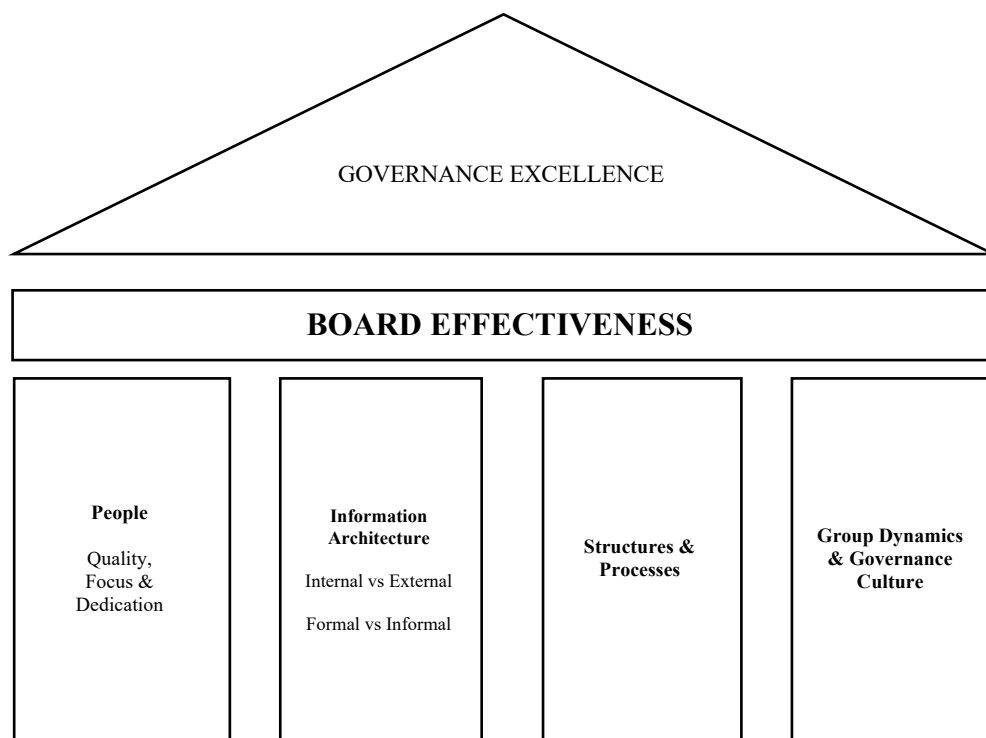 GOVERNANCE EXCELLENCE
BOARD EFFECTIVENESS
People
Quality,
Focus &
Dedication
Information
Architecture
Internal vs External
Formal vs Informal
Structures &
Processes
Group Dynamics
& Governance
Culture